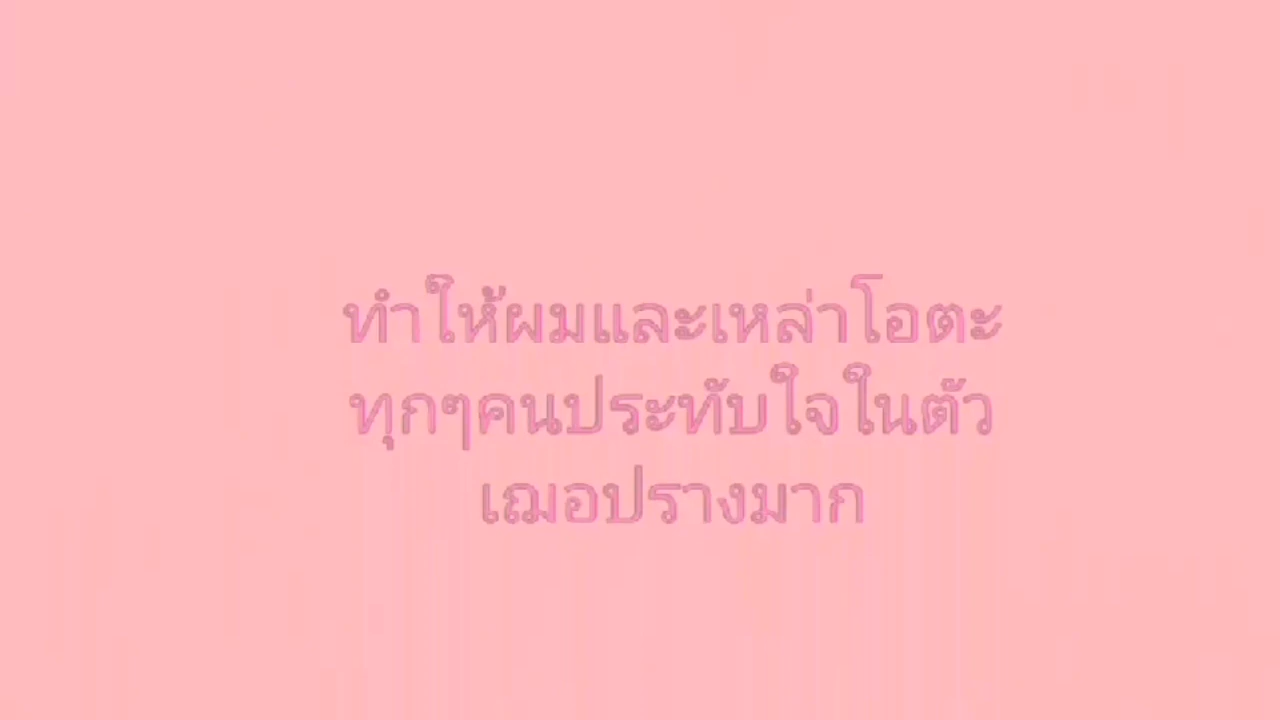 ทำให้ผมและเหล่าโอตะ
ทุกๆคนประทับใจในตัว
เฌอปรางมาก